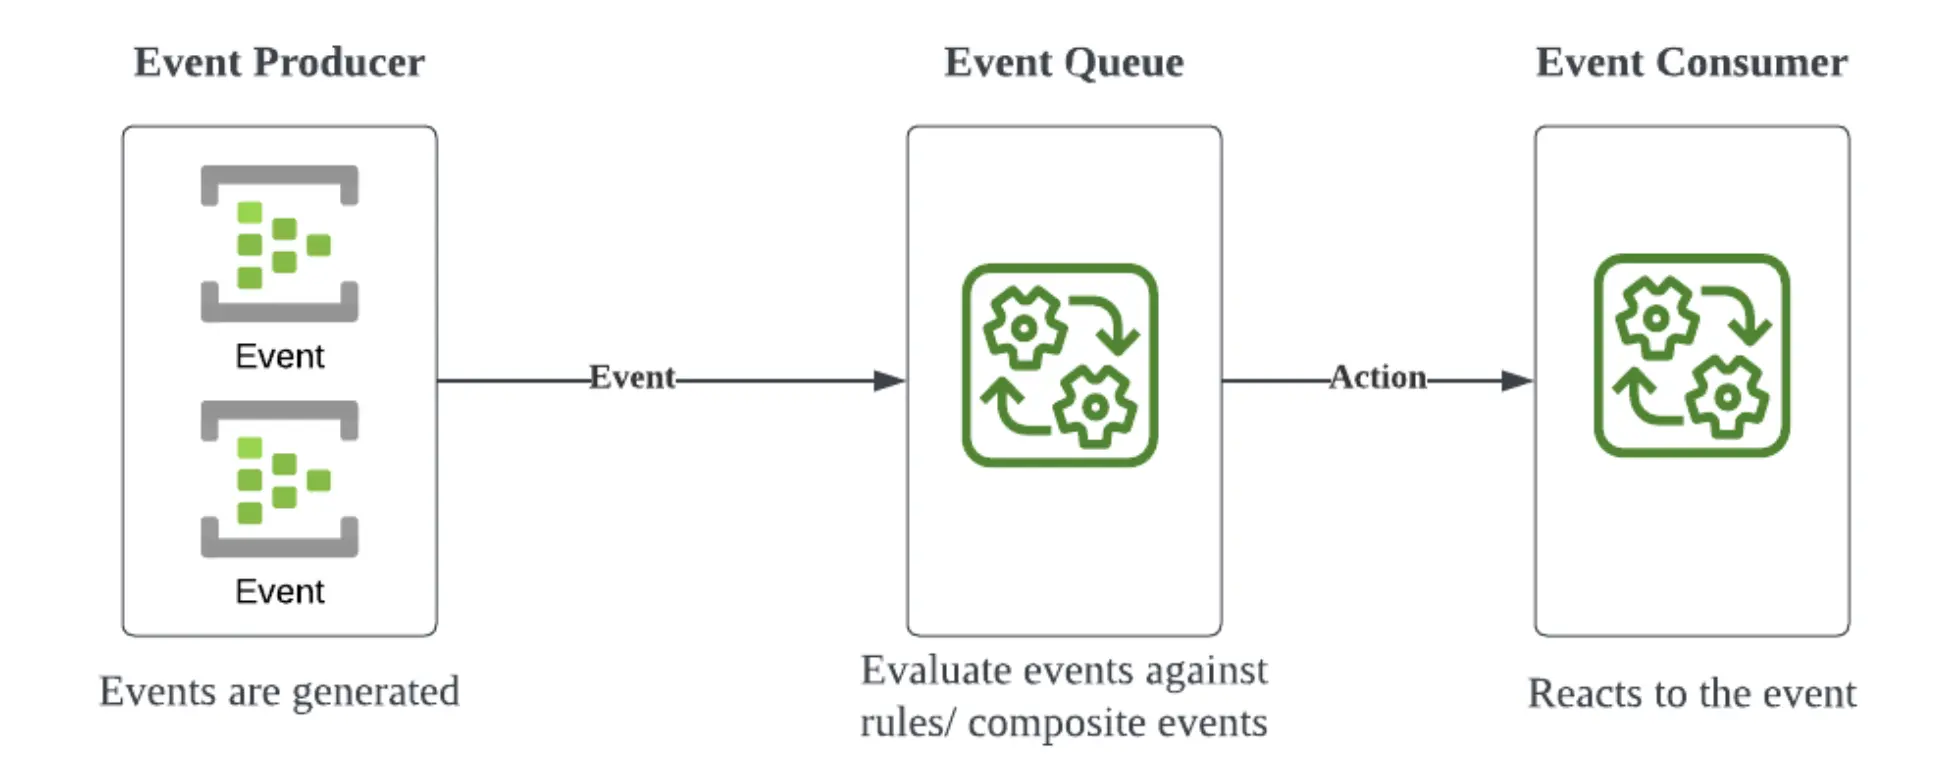 Event Producer
Event Queue
Event Consumer
Event
Event
Event
Action
Events are generated
Evaluate events against
rules/ composite events
Reacts to the event